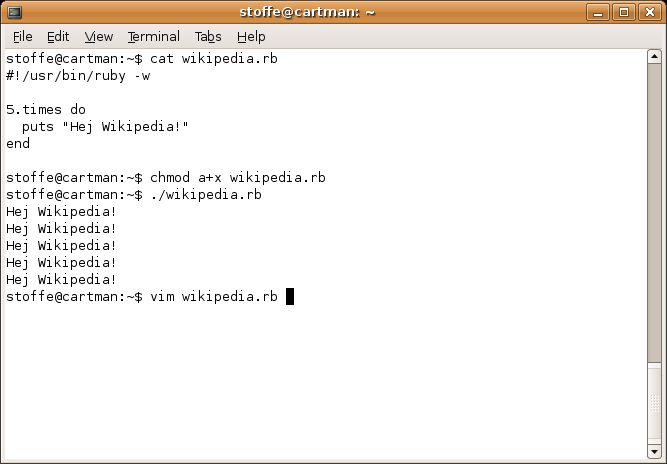 stoffe@cartman: ~
File Edit View Terminal Tabs Help
stoffe@cartman:~$ cat wikipedia.rb
#!/usr/bin/ruby -w
5.times do
  puts "Hej Wikipedia!"
end
stoffe@cartman:~$ chmod a+x wikipedia.rb
stoffe@cartman:~$ ./wikipedia.rb
Hej Wikipedia!
Hej Wikipedia!
Hej Wikipedia!
Hej Wikipedia!
Hej Wikipedia!
stoffe@cartman:~$ vim wikipedia.rb